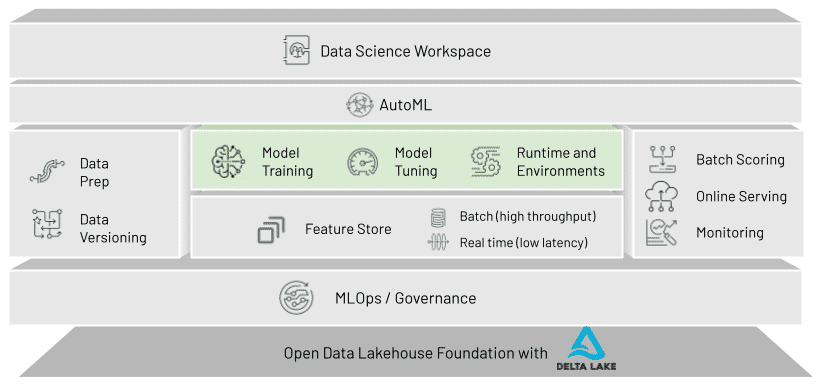 Data Science Workspace
AutoML
Data
Prep
Data
Versioning
Model
Training
Model
Tuning
Runtime and
Environments
Feature Store
Batch (high throughput)
Real time (low latency)
Batch Scoring
Online Serving
Monitoring
MLOps / Governance
Open Data Lakehouse Foundation with
DELTA LAKE